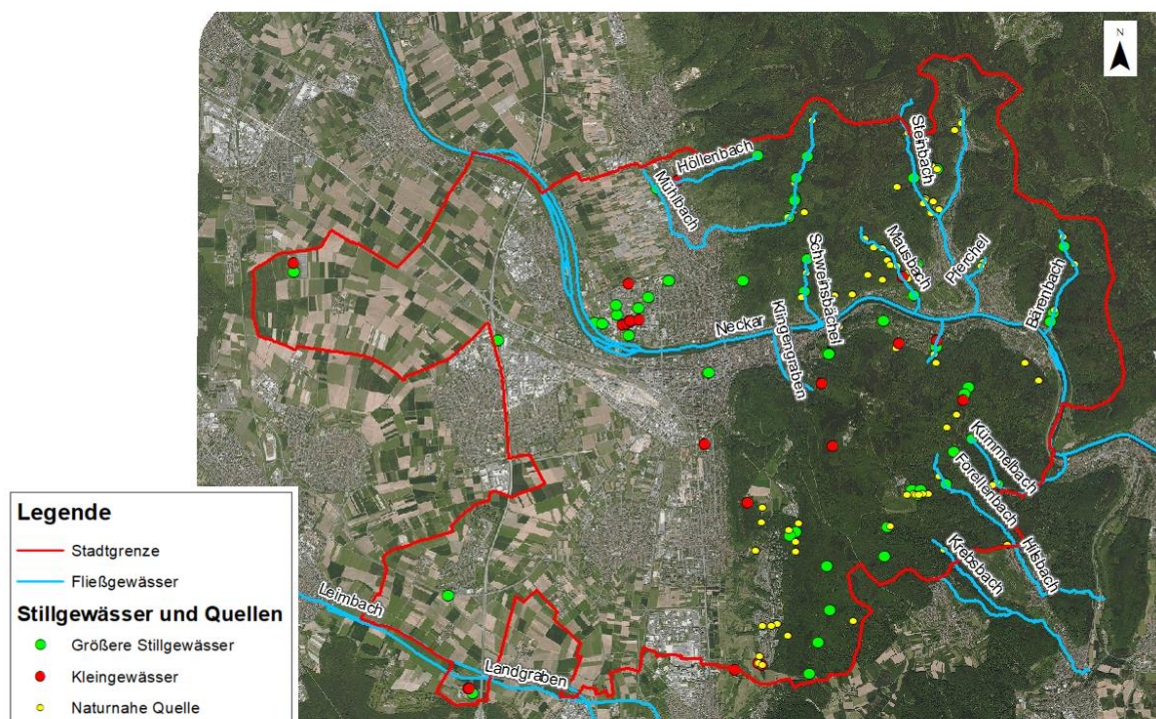 N
Höllenbach
Mühlbach
Steinbach
Schweinsbächel
Mausbach
Pferchel
Bärenbach
Neckar
Klingengraben
Kümmelbach
Forellenbach
Hilsbach
Krebsbach
Leimbach
Landgraben
Legende
Stadtgrenze
Fließgewässer
Stillgewässer und Quellen
Größere Stillgewässer
Kleingewässer
Naturnahe Quelle